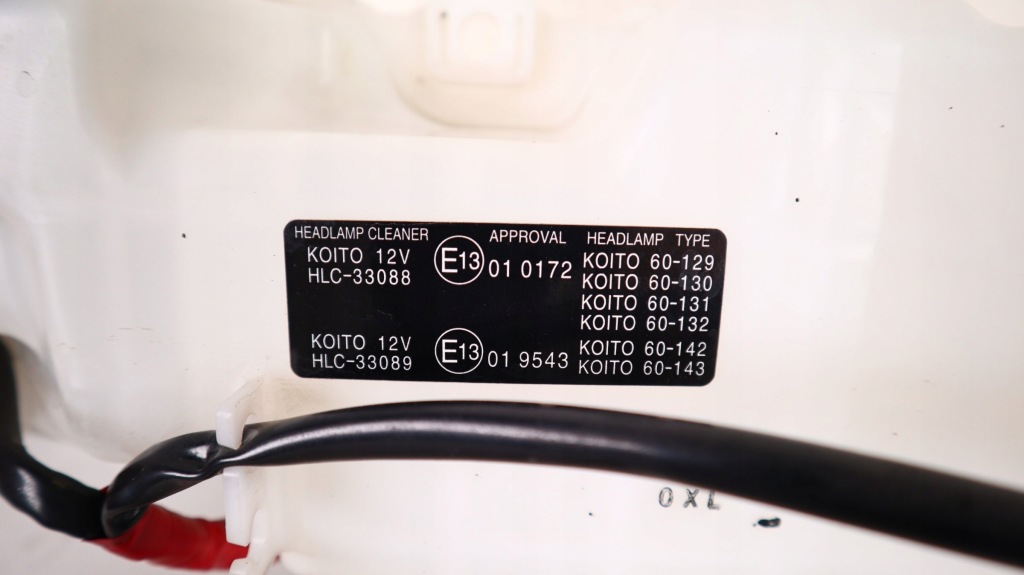 HEADLAMP CLEANER APPROVAL HEADLAMP TYPE
KOITO 12V E13 01 0172 KOITO 60-129
HLC-33088 KOITO 60-130
KOITO 60-131
KOITO 60-132
KOITO 12V E13 01 9543 KOITO 60-142
HLC-33089 KOITO 60-143
0XL